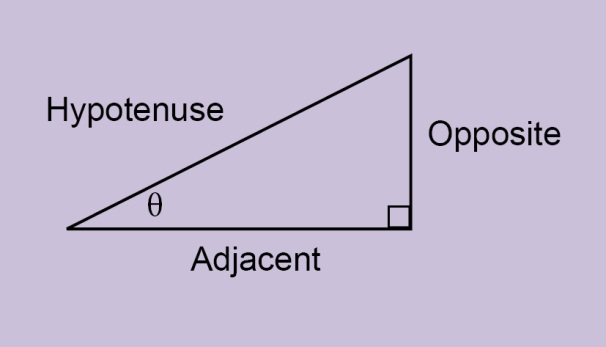 Hypotenuse
Opposite
θ
Adjacent